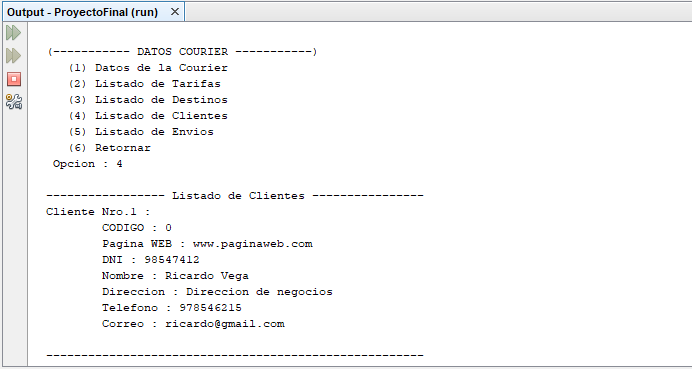 Output - ProyectoFinal (run) ×
(----------- DATOS COURIER -----------)
(1) Datos de la Courier
(2) Listado de Tarifas
(3) Listado de Destinos
(4) Listado de Clientes
(5) Listado de Envios
(6) Retornar
Opcion : 4
----------------- Listado de Clientes ----------------
Cliente Nro.1 :
CODIGO : 0
Pagina WEB : www.paginaweb.com
DNI : 98547412
Nombre : Ricardo Vega
Direccion : Direccion de negocios
Telefono : 978546215
Correo : ricardo@gmail.com
------------------------------------------------------